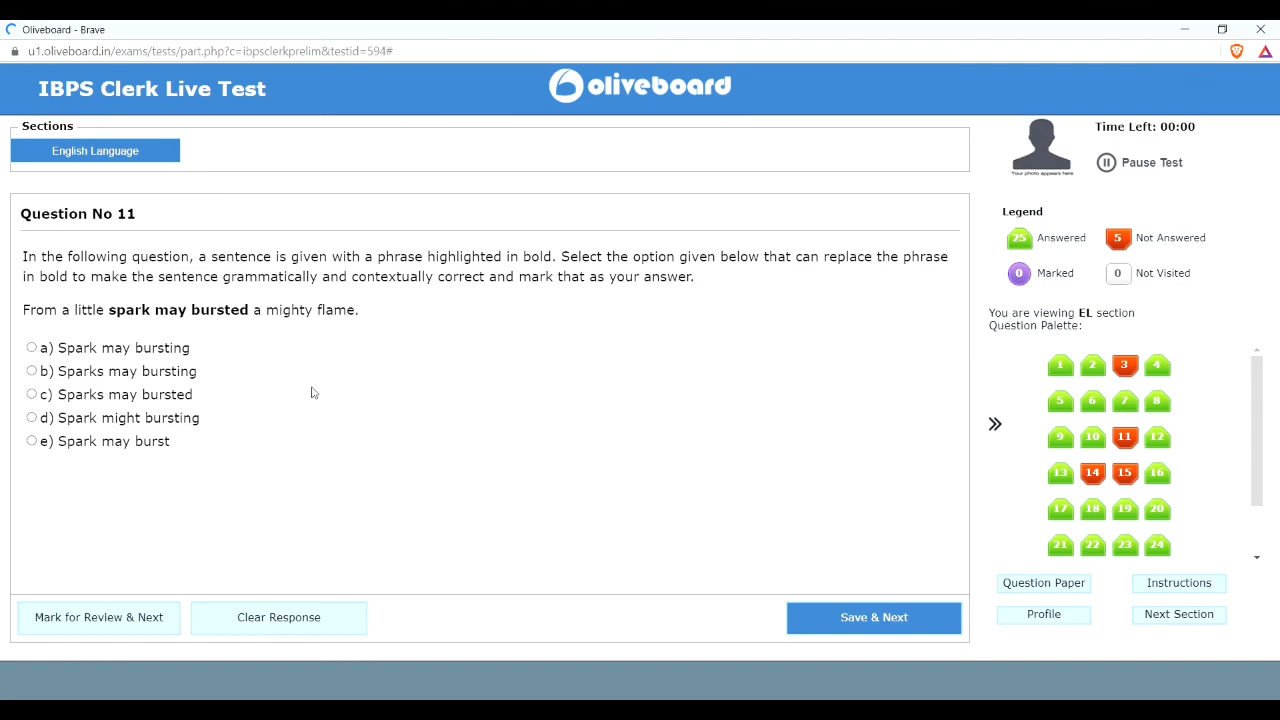 Oliveboard - Brave
u1.oliveboard.in/exams/tests/part.php?c=ibpsclerkprelim&testid=594#
IBPS Clerk Live Test
oliveboard
Sections
English Language
Time Left: 00:00
Your photo appears here
Pause Test
Question No 11
Legend
25 Answered
5 Not Answered
0 Marked
0 Not Visited
In the following question, a sentence is given with a phrase highlighted in bold. Select the option given below that can replace the phrase
in bold to make the sentence grammatically and contextually correct and mark that as your answer.
From a little spark may bursted a mighty flame.
a) Spark may bursting
b) Sparks may bursting
c) Sparks may bursted
d) Spark might bursting
e) Spark may burst
You are viewing EL section
Question Palette:
1 2 3 4
5 6 7 8
9 10 11 12
13 14 15 16
17 18 19 20
21 22 23 24
Question Paper
Instructions
Profile
Next Section
Mark for Review & Next
Clear Response
Save & Next